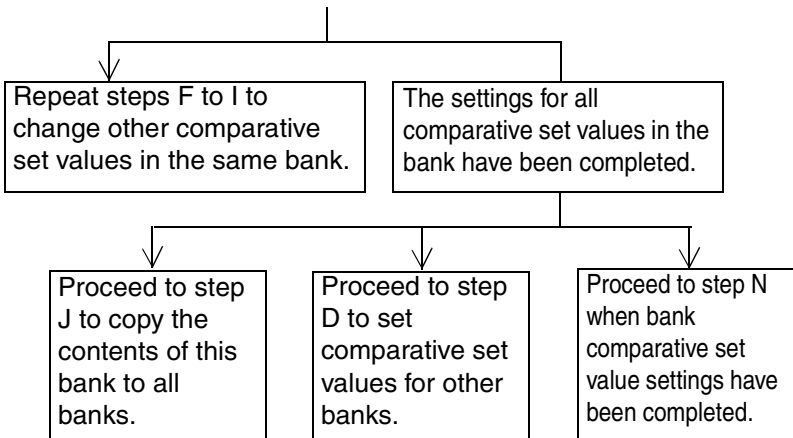 Repeat steps F to I to
change other comparative
set values in the same bank.
The settings for all
comparative set values in the
bank have been completed.
Proceed to step
J to copy the
contents of this
bank to all
banks.
Proceed to step
D to set
comparative set
values for other
banks.
Proceed to step N
when bank
comparative set
value settings have
been completed.